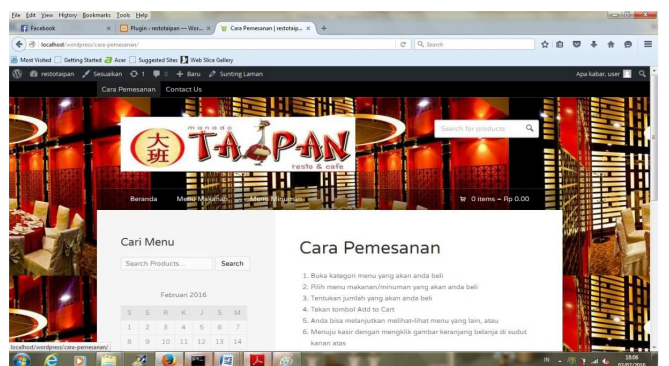 File Edit View History Bookmarks Tools Help
Facebook
Plugin ‹ restotaipan — Wor...
Cara Pemesanan | restotaip...
localhost/wordpress/cara-pemesanan/
Search
Most Visited Getting Started Acer Suggested Sites Web Slice Gallery
restotaipan Sesuaikan 1 0 + Baru Sunting Laman
Apa kabar, user
Cara Pemesanan Contact Us
大班
manado
TAIPAN
resto & cafe
Search for products
Beranda Menu Makanan Menu Minuman
0 items – Rp 0.00
Cari Menu
Search Products... Search
Februari 2016
S S R K J S M
1 2 3 4 5 6 7
8 9 10 11 12 13 14
Cara Pemesanan
1. Buka kategori menu yang akan anda beli
2. Pilih menu makanan/minuman yang akan anda beli
3. Tentukan jumlah yang akan anda beli
4. Tekan tombol Add to Cart
5. Anda bisa melanjutkan melihat-lihat menu yang lain, atau
6. Menuju kasir dengan mengklik gambar keranjang belanja di sudut
kanan atas
localhost/wordpress/cara-pemesanan/
IN
18:06
02/02/2016